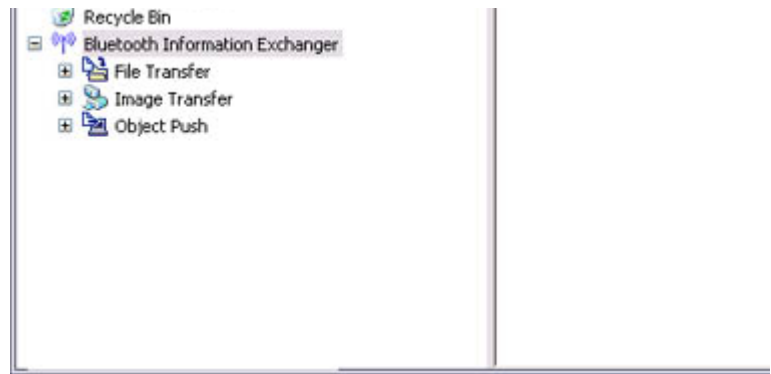 Recycle Bin
Bluetooth Information Exchanger
File Transfer
Image Transfer
Object Push